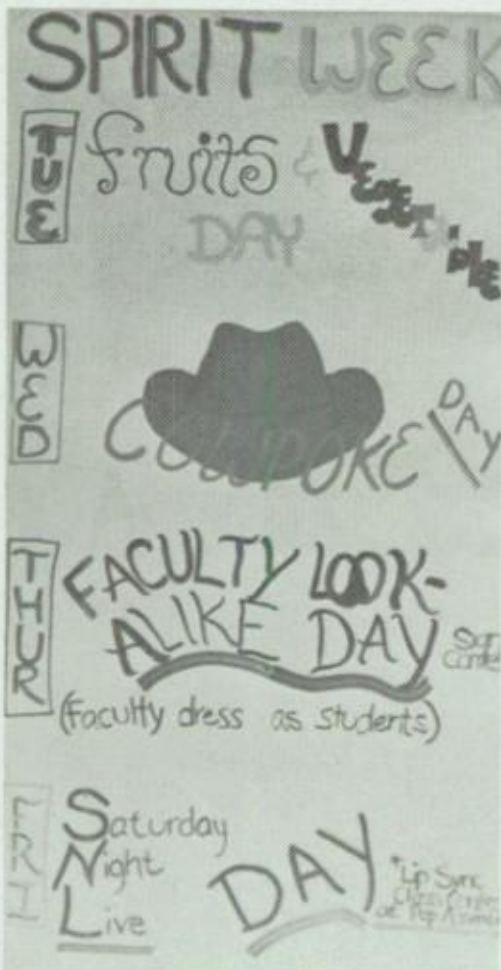 SPIRIT WEEK
TUE
fruits & VEGETABLE
DAY
WED
COWPOKE DAY
THUR
FACULTY LOOK-
ALIKE DAY
(Faculty dress as students)
FRI
Saturday
Night
Live
DAY
*Lip Sync